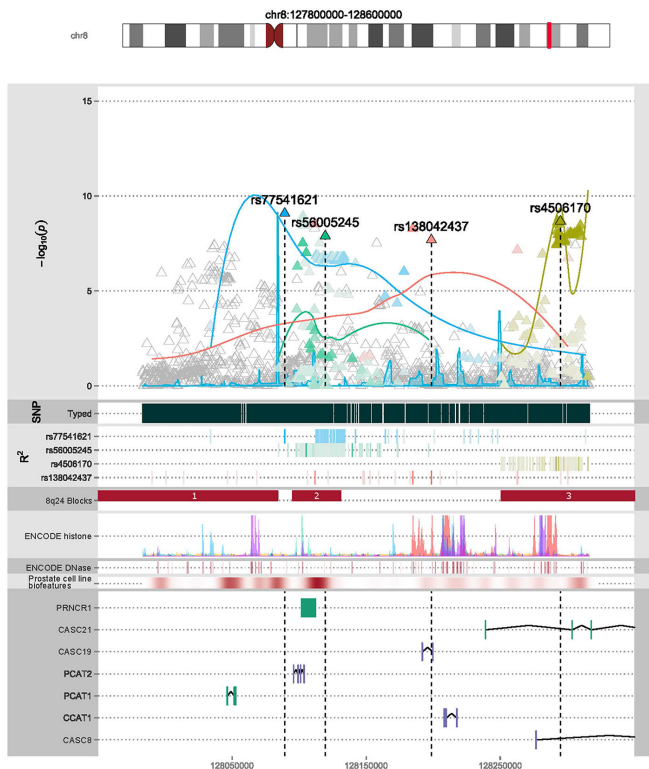 chr8:127800000-128600000
chr8
15
10
rs77541621
rs56005245
rs138042437
rs4506170
−log₁₀(p)
5
0
SNP
Typed
R²
rs77541621
rs56005245
rs4506170
rs138042437
8q24 Blocks
1
2
3
ENCODE histone
ENCODE DNase
Prostate cell line
biofeatures
PRNCR1
CASC21
CASC19
PCAT2
PCAT1
CCAT1
CASC8
128050000
128150000
128250000